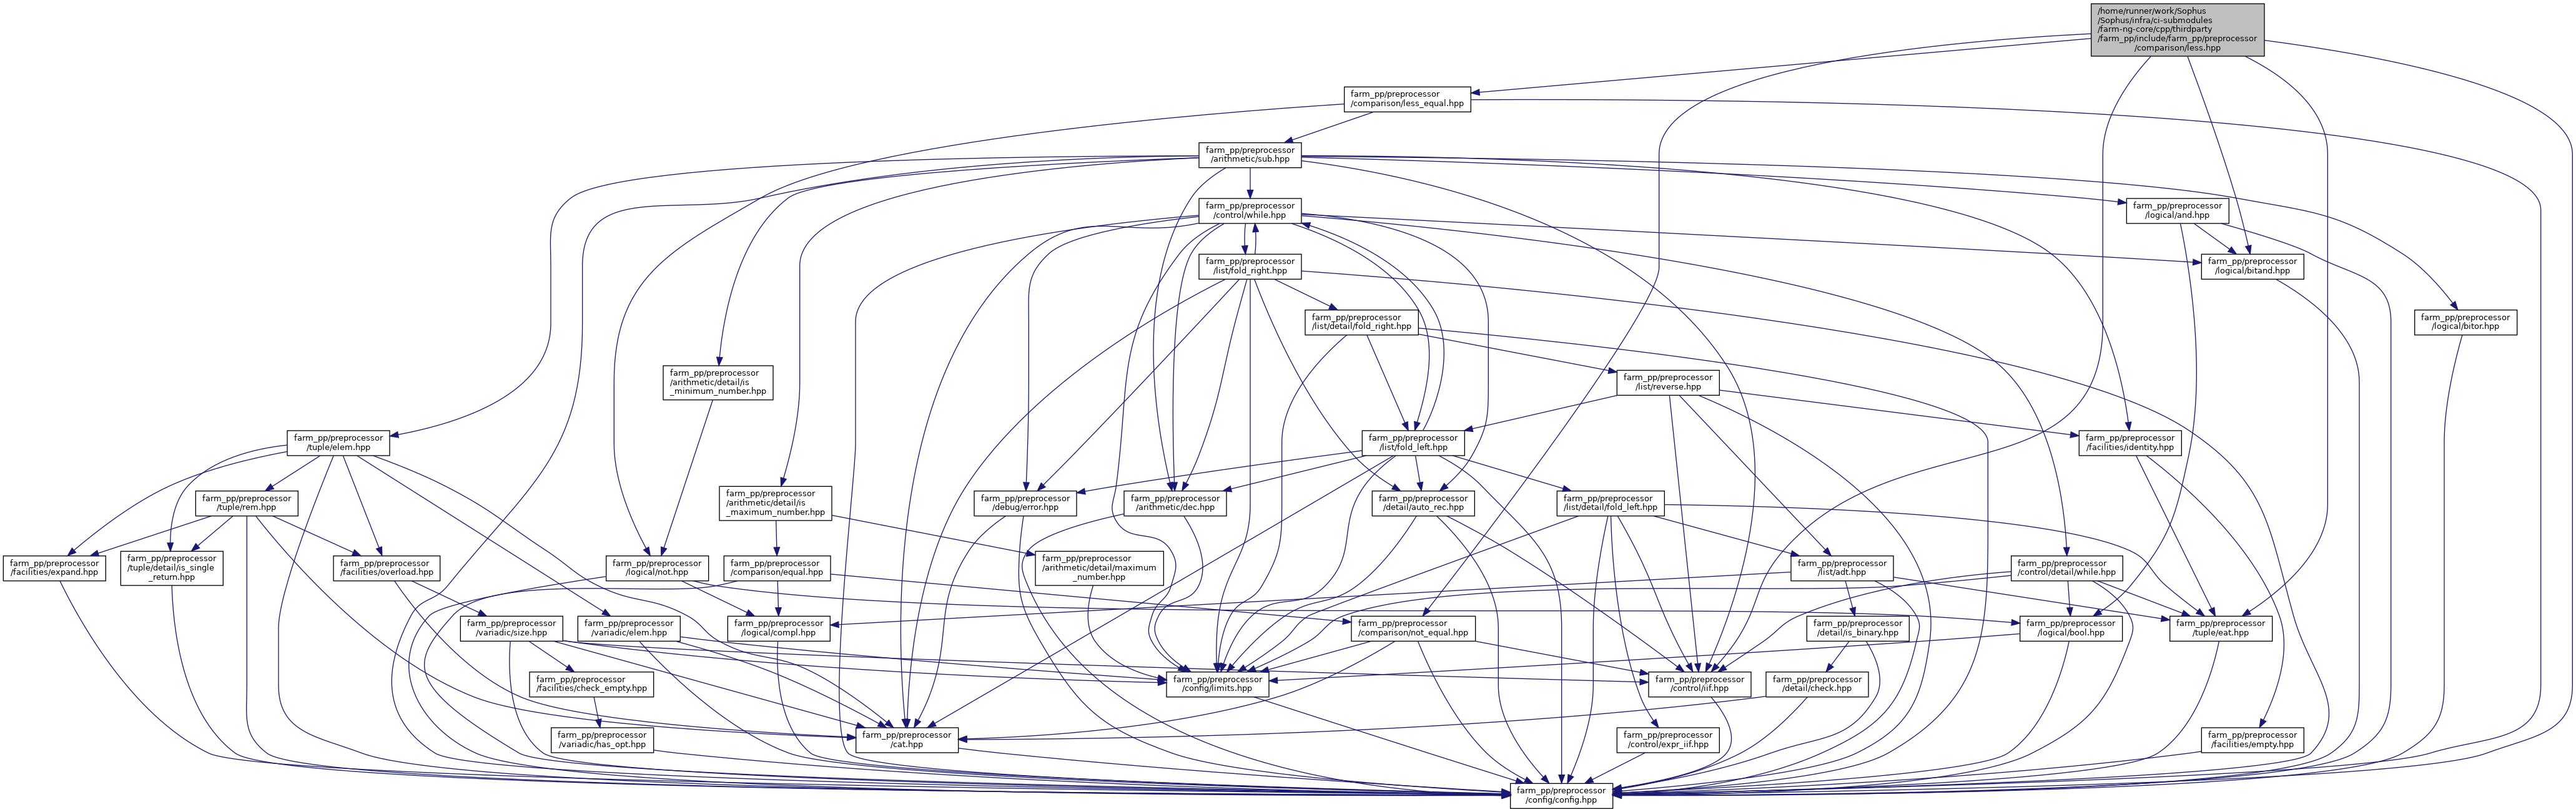 /home/runner/work/Sophus
/Sophus/infra/ci-submodules
/farm-ng-core/cpp/thirdparty
/farm_pp/include/farm_pp/preprocessor
/comparison/less.hpp
farm_pp/preprocessor
/comparison/less_equal.hpp
farm_pp/preprocessor
/arithmetic/sub.hpp
farm_pp/preprocessor
/control/while.hpp
farm_pp/preprocessor
/logical/and.hpp
farm_pp/preprocessor
/list/fold_right.hpp
farm_pp/preprocessor
/logical/bitand.hpp
farm_pp/preprocessor
/list/detail/fold_right.hpp
farm_pp/preprocessor
/logical/bitor.hpp
farm_pp/preprocessor
/arithmetic/detail/is
_minimum_number.hpp
farm_pp/preprocessor
/list/reverse.hpp
farm_pp/preprocessor
/tuple/elem.hpp
farm_pp/preprocessor
/list/fold_left.hpp
farm_pp/preprocessor
/facilities/identity.hpp
farm_pp/preprocessor
/tuple/rem.hpp
farm_pp/preprocessor
/arithmetic/detail/is
_maximum_number.hpp
farm_pp/preprocessor
/debug/error.hpp
farm_pp/preprocessor
/arithmetic/dec.hpp
farm_pp/preprocessor
/detail/auto_rec.hpp
farm_pp/preprocessor
/list/detail/fold_left.hpp
farm_pp/preprocessor
/facilities/expand.hpp
farm_pp/preprocessor
/tuple/detail/is_single
_return.hpp
farm_pp/preprocessor
/facilities/overload.hpp
farm_pp/preprocessor
/logical/not.hpp
farm_pp/preprocessor
/comparison/equal.hpp
farm_pp/preprocessor
/arithmetic/detail/maximum
_number.hpp
farm_pp/preprocessor
/list/adt.hpp
farm_pp/preprocessor
/control/detail/while.hpp
farm_pp/preprocessor
/variadic/size.hpp
farm_pp/preprocessor
/variadic/elem.hpp
farm_pp/preprocessor
/logical/compl.hpp
farm_pp/preprocessor
/comparison/not_equal.hpp
farm_pp/preprocessor
/detail/is_binary.hpp
farm_pp/preprocessor
/logical/bool.hpp
farm_pp/preprocessor
/tuple/eat.hpp
farm_pp/preprocessor
/facilities/check_empty.hpp
farm_pp/preprocessor
/config/limits.hpp
farm_pp/preprocessor
/control/iif.hpp
farm_pp/preprocessor
/detail/check.hpp
farm_pp/preprocessor
/variadic/has_opt.hpp
farm_pp/preprocessor
/cat.hpp
farm_pp/preprocessor
/control/expr_iif.hpp
farm_pp/preprocessor
/facilities/empty.hpp
farm_pp/preprocessor
/config/config.hpp